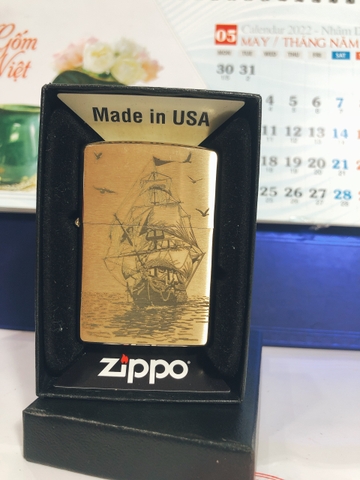 Gốm
Việt
05 Calendar 2022 - Nhâm D
MAY / THÁNG NĂM
SAT
30 31
4 5 6 7
11 12 13 14
18 19 20 21
25 26 27 28
Made in USA
zippo